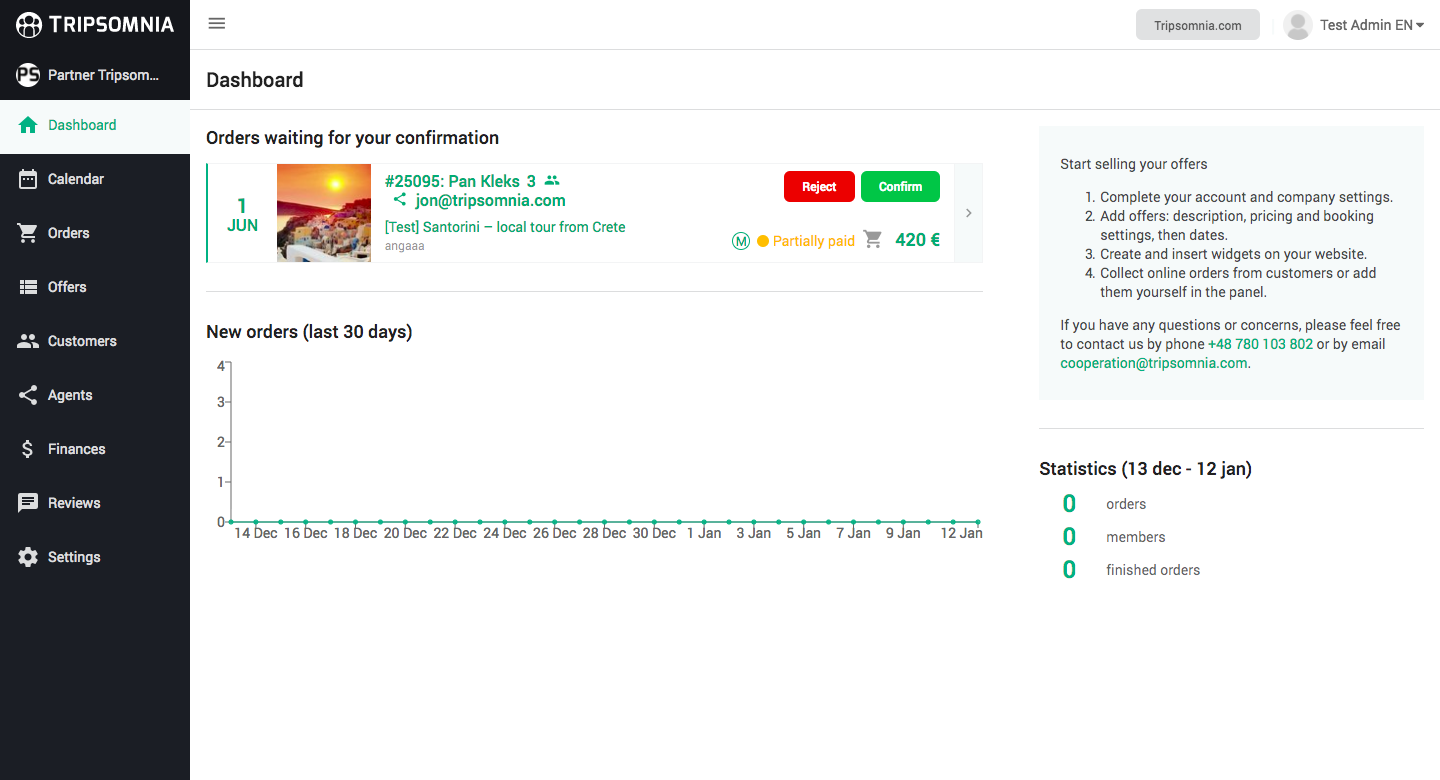 TRIPSOMNIA
Tripsomnia.com
Test Admin EN
PS
Partner Tripsom...
Dashboard
Calendar
Orders
Offers
Customers
Agents
Finances
Reviews
Settings
Dashboard
Orders waiting for your confirmation
1
JUN
#25095: Pan Kleks 3
jon@tripsomnia.com
[Test] Santorini – local tour from Crete
angaaa
Reject
Confirm
M
Partially paid
420 €
New orders (last 30 days)
4
3
2
1
0
14 Dec 16 Dec 18 Dec 20 Dec 22 Dec 24 Dec 26 Dec 28 Dec 30 Dec 1 Jan 3 Jan 5 Jan 7 Jan 9 Jan 12 Jan
Start selling your offers
1. Complete your account and company settings.
2. Add offers: description, pricing and booking
settings, then dates.
3. Create and insert widgets on your website.
4. Collect online orders from customers or add
them yourself in the panel.
If you have any questions or concerns, please feel free
to contact us by phone +48 780 103 802 or by email
cooperation@tripsomnia.com.
Statistics (13 dec - 12 jan)
0 orders
0 members
0 finished orders